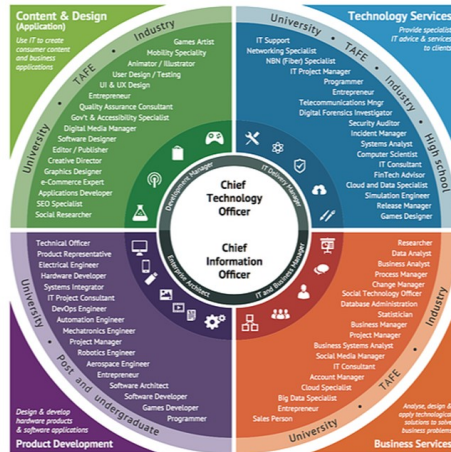 Content & Design
(Application)
Use IT to create
consumer content
and business
applications
University • TAFE • Industry
Games Artist
Mobility Speciality
Animator / Illustrator
User Design / Testing
UI & UX Design
Entrepreneur
Quality Assurance Consultant
Gov't & Accessibility Specialist
Digital Media Manager
Software Designer
Editor / Publisher
Creative Director
Graphics Designer
e-Commerce Expert
Applications Developer
SEO Specialist
Social Researcher
Technology Services
Provide specialist
IT advice & services
to clients
University • TAFE • Industry • High school
IT Support
Networking Specialist
NBN (Fiber) Specialist
IT Project Manager
Programmer
Entrepreneur
Telecommunications Mngr
Digital Forensics Investigator
Security Auditor
Incident Manager
Systems Analyst
Computer Scientist
IT Consultant
FinTech Advisor
Cloud and Data Specialist
Simulation Engineer
Release Manager
Games Designer
Development Manager
IT Delivery Manager
Chief
Technology
Officer
Chief
Information
Officer
Enterprise Architect
IT and Business Manager
Technical Officer
Product Representative
Electrical Engineer
Hardware Developer
Systems Integrator
IT Project Consultant
DevOps Engineer
Automation Engineer
Mechatronics Engineer
Project Manager
Robotics Engineer
Aerospace Engineer
Entrepreneur
Software Architect
Software Developer
Games Developer
Programmer
University • Post and undergraduate
Design & develop
hardware products
& software applications
Product Development
Researcher
Data Analyst
Business Analyst
Process Manager
Change Manager
Social Technology Officer
Database Administration
Statistician
Business Manager
Project Manager
Business Systems Analyst
Social Media Manager
IT Consultant
Account Manager
Cloud Specialist
Big Data Specialist
Entrepreneur
Sales Person
University • TAFE • Industry
Analyse, design &
apply technological
solutions to solve
business problems
Business Services